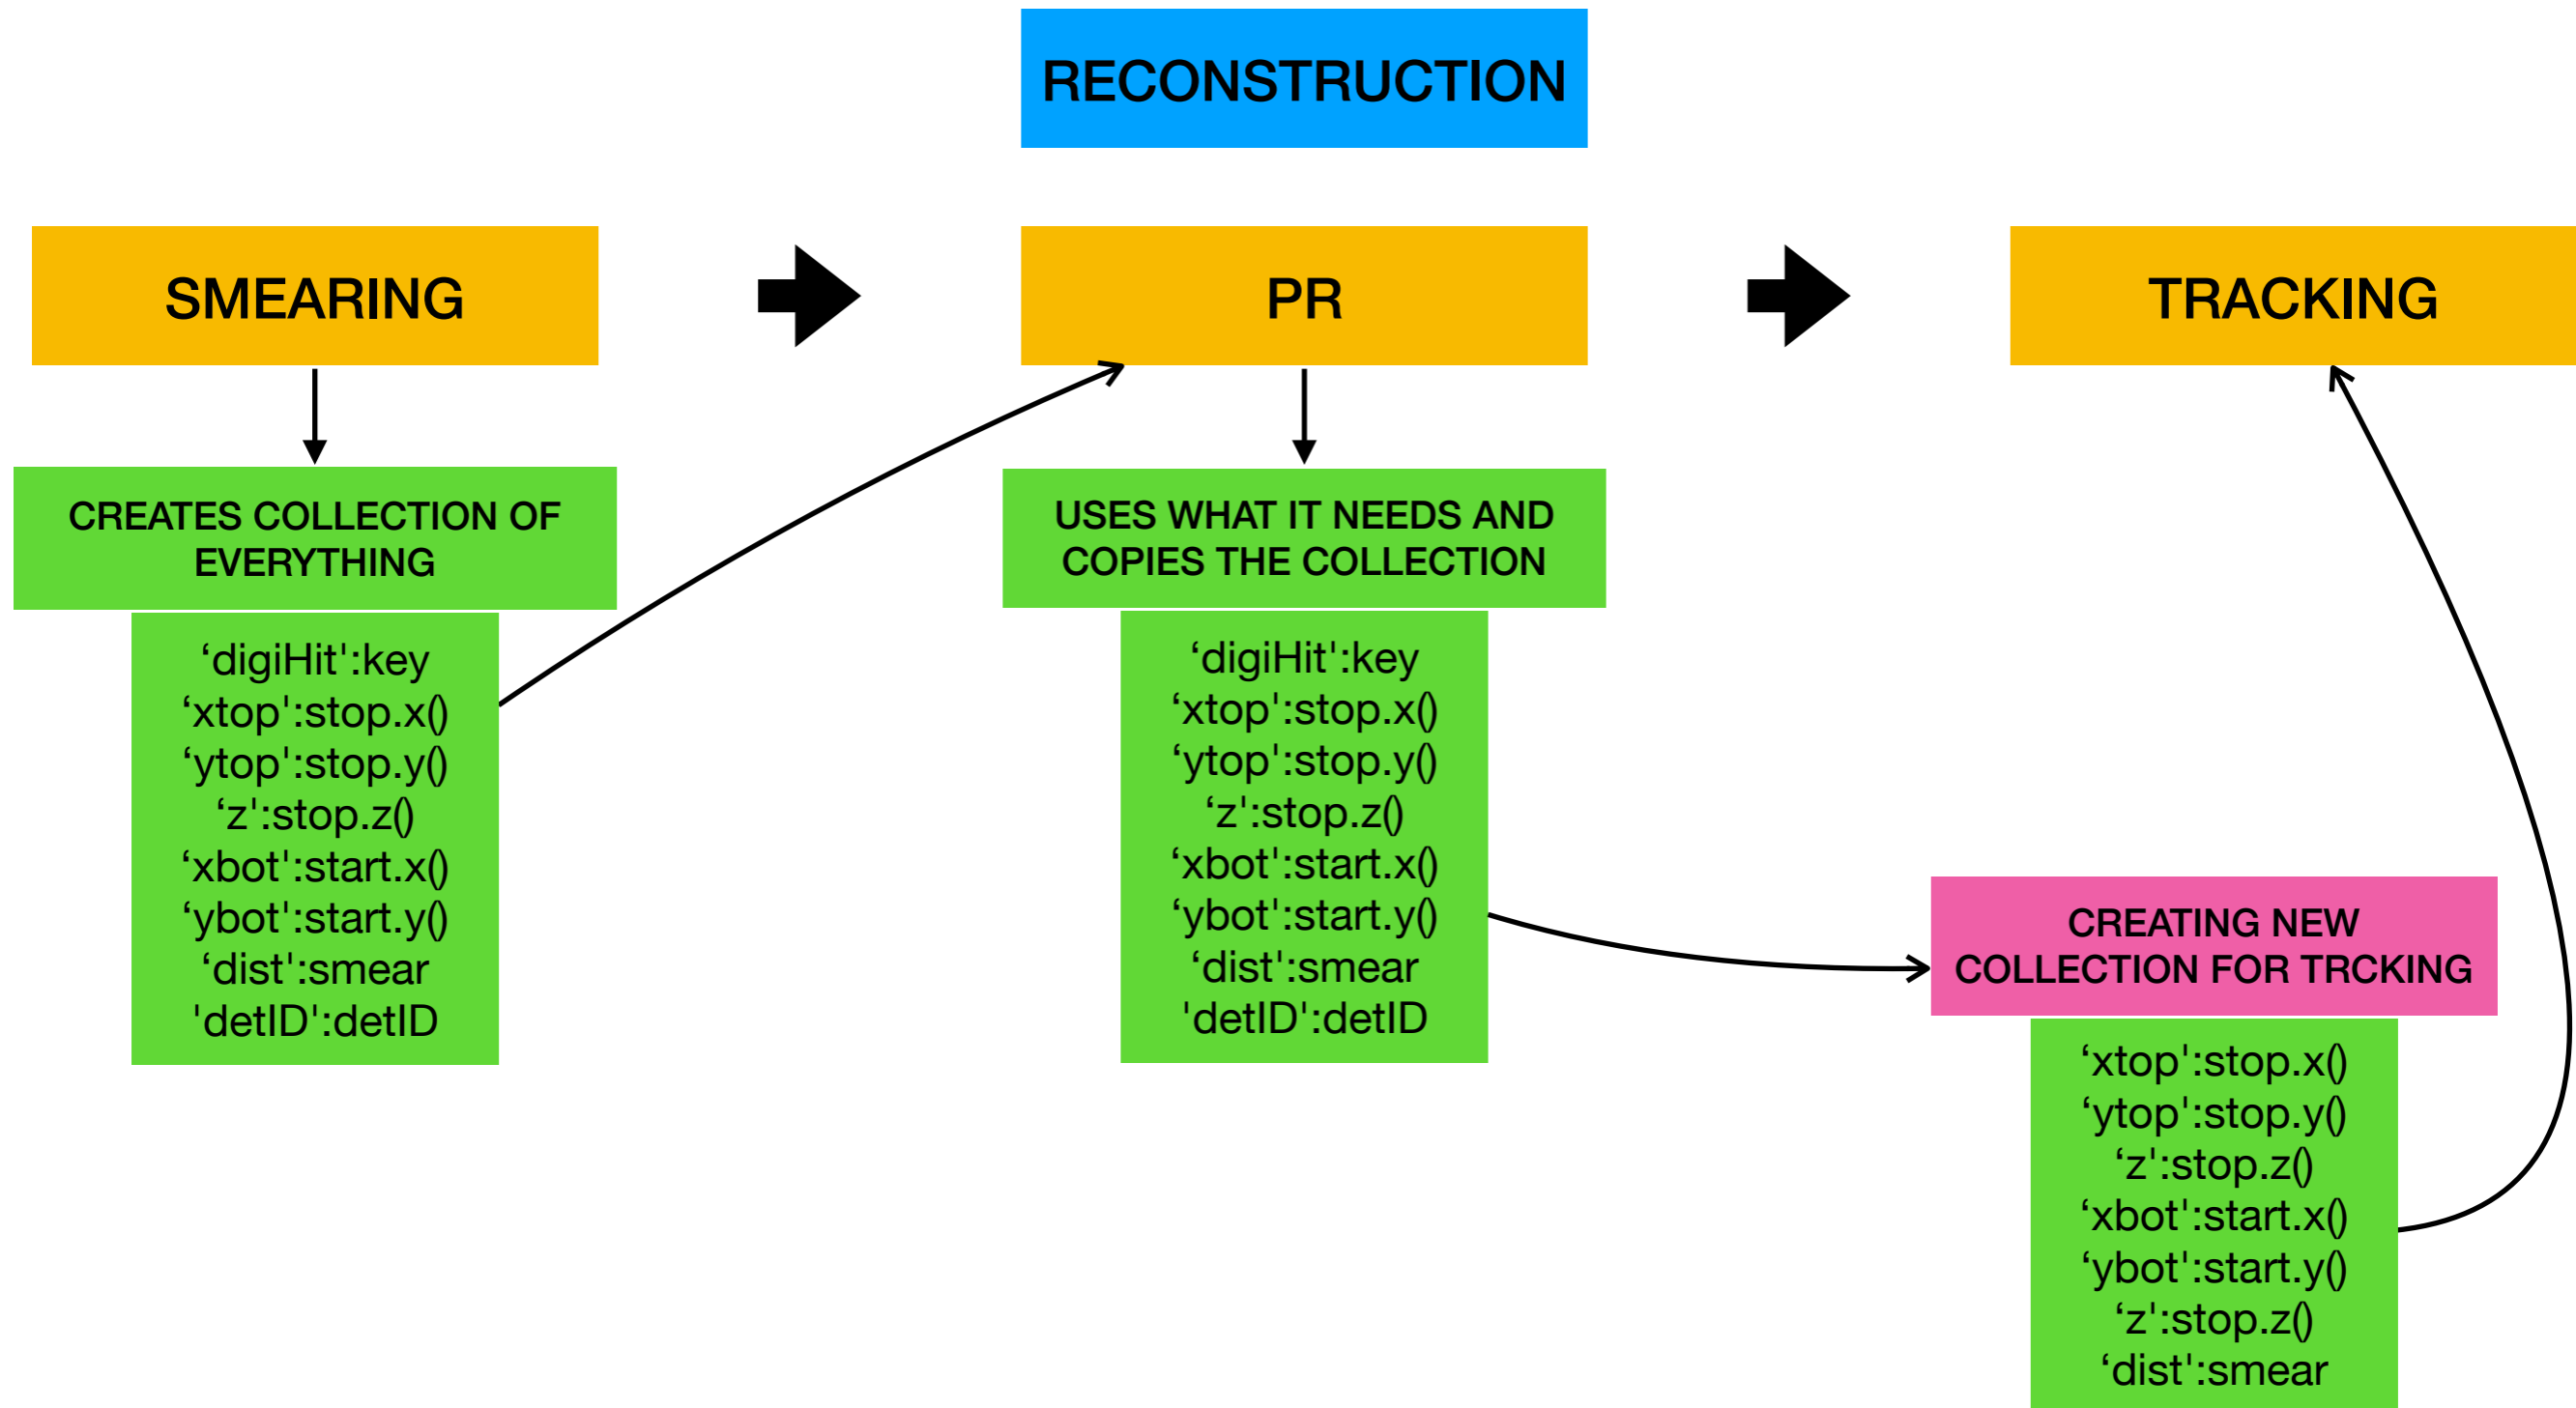 RECONSTRUCTION
SMEARING
PR
TRACKING
CREATES COLLECTION OF
EVERYTHING
‘digiHit':key
‘xtop':stop.x()
‘ytop':stop.y()
‘z':stop.z()
‘xbot':start.x()
‘ybot':start.y()
‘dist':smear
'detID':detID
USES WHAT IT NEEDS AND
COPIES THE COLLECTION
‘digiHit':key
‘xtop':stop.x()
‘ytop':stop.y()
‘z':stop.z()
‘xbot':start.x()
‘ybot':start.y()
‘dist':smear
'detID':detID
CREATING NEW
COLLECTION FOR TRCKING
‘xtop':stop.x()
‘ytop':stop.y()
‘z':stop.z()
‘xbot':start.x()
‘ybot':start.y()
‘z':stop.z()
‘dist':smear